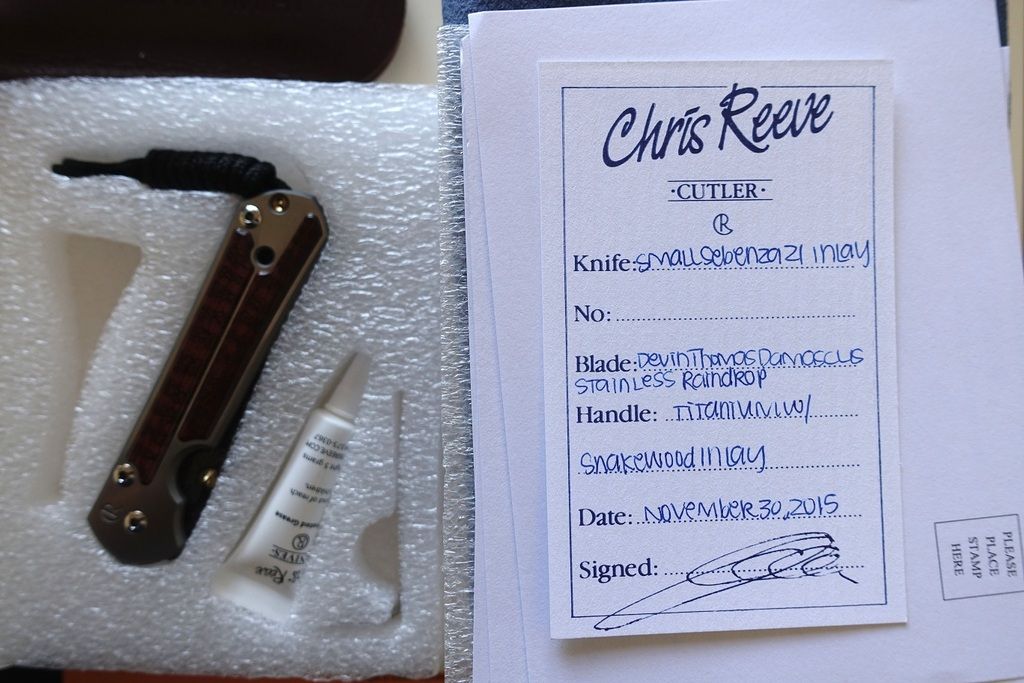 Chris Reeve
·CUTLER·
R
Knife: Small Sebenza 21 Inlay
No:
Blade: Devin Thomas Damascus
Stainless Raindrop
Handle: Titanium w/
Snakewood Inlay
Date: November 30, 2015
Signed:
PLEASE
PLACE
STAMP
HERE
Reeve
R